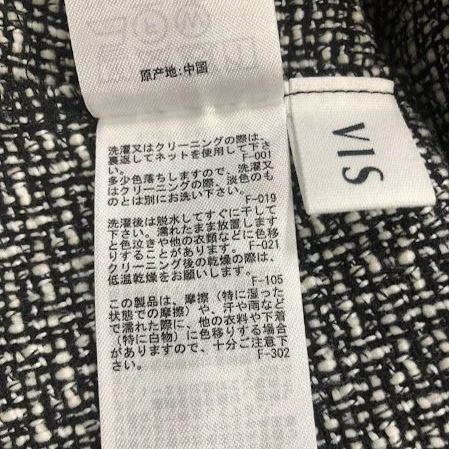 原产地:中国
洗濯又はクリーニングの際は、
裏返してネットを使用して下さ
い。 F-001
多少色落ちしますので、洗濯又
はクリーニングの際、淡色のも
のとは別にお洗い下さい。
F-019
洗濯後は脱水してすぐに干して
下さい。濡れたまま放置します
と色泣きや他の衣類などに色移
りすることがあります。F-021
クリーニング後の乾燥の際は、
低温乾燥をお願いします。
F-105
この製品は、摩擦（特に湿った
状態での摩擦）や、汗や雨など
で濡れた際に、他の衣料や下着
（特に白物）に色移りする場合
がありますので、十分ご注意下
さい。 F-302
VIS